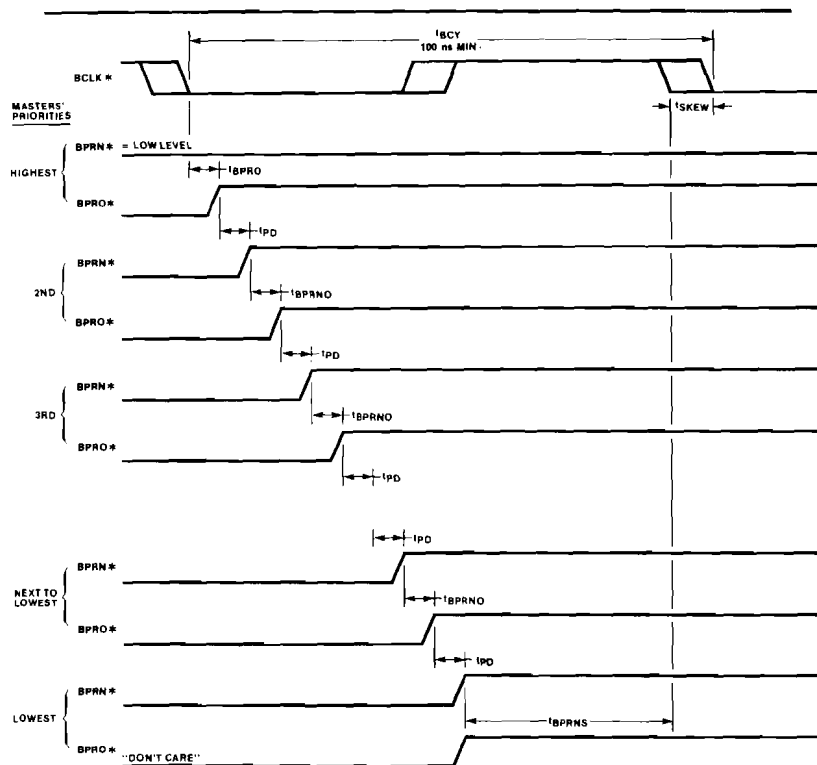 tBCY
100 ns MIN.
BCLK*
tSKEW
MASTERS'
PRIORITIES
BPRN* = LOW LEVEL
HIGHEST
tBPRO
BPRO*
tPD
BPRN*
2ND
tBPRNO
BPRO*
tPD
BPRN*
3RD
tBPRNO
BPRO*
tPD
tPD
BPRN*
NEXT TO
LOWEST
tBPRNO
BPRO*
tPD
BPRN*
LOWEST
tBPRNS
BPRO*
"DON'T CARE"